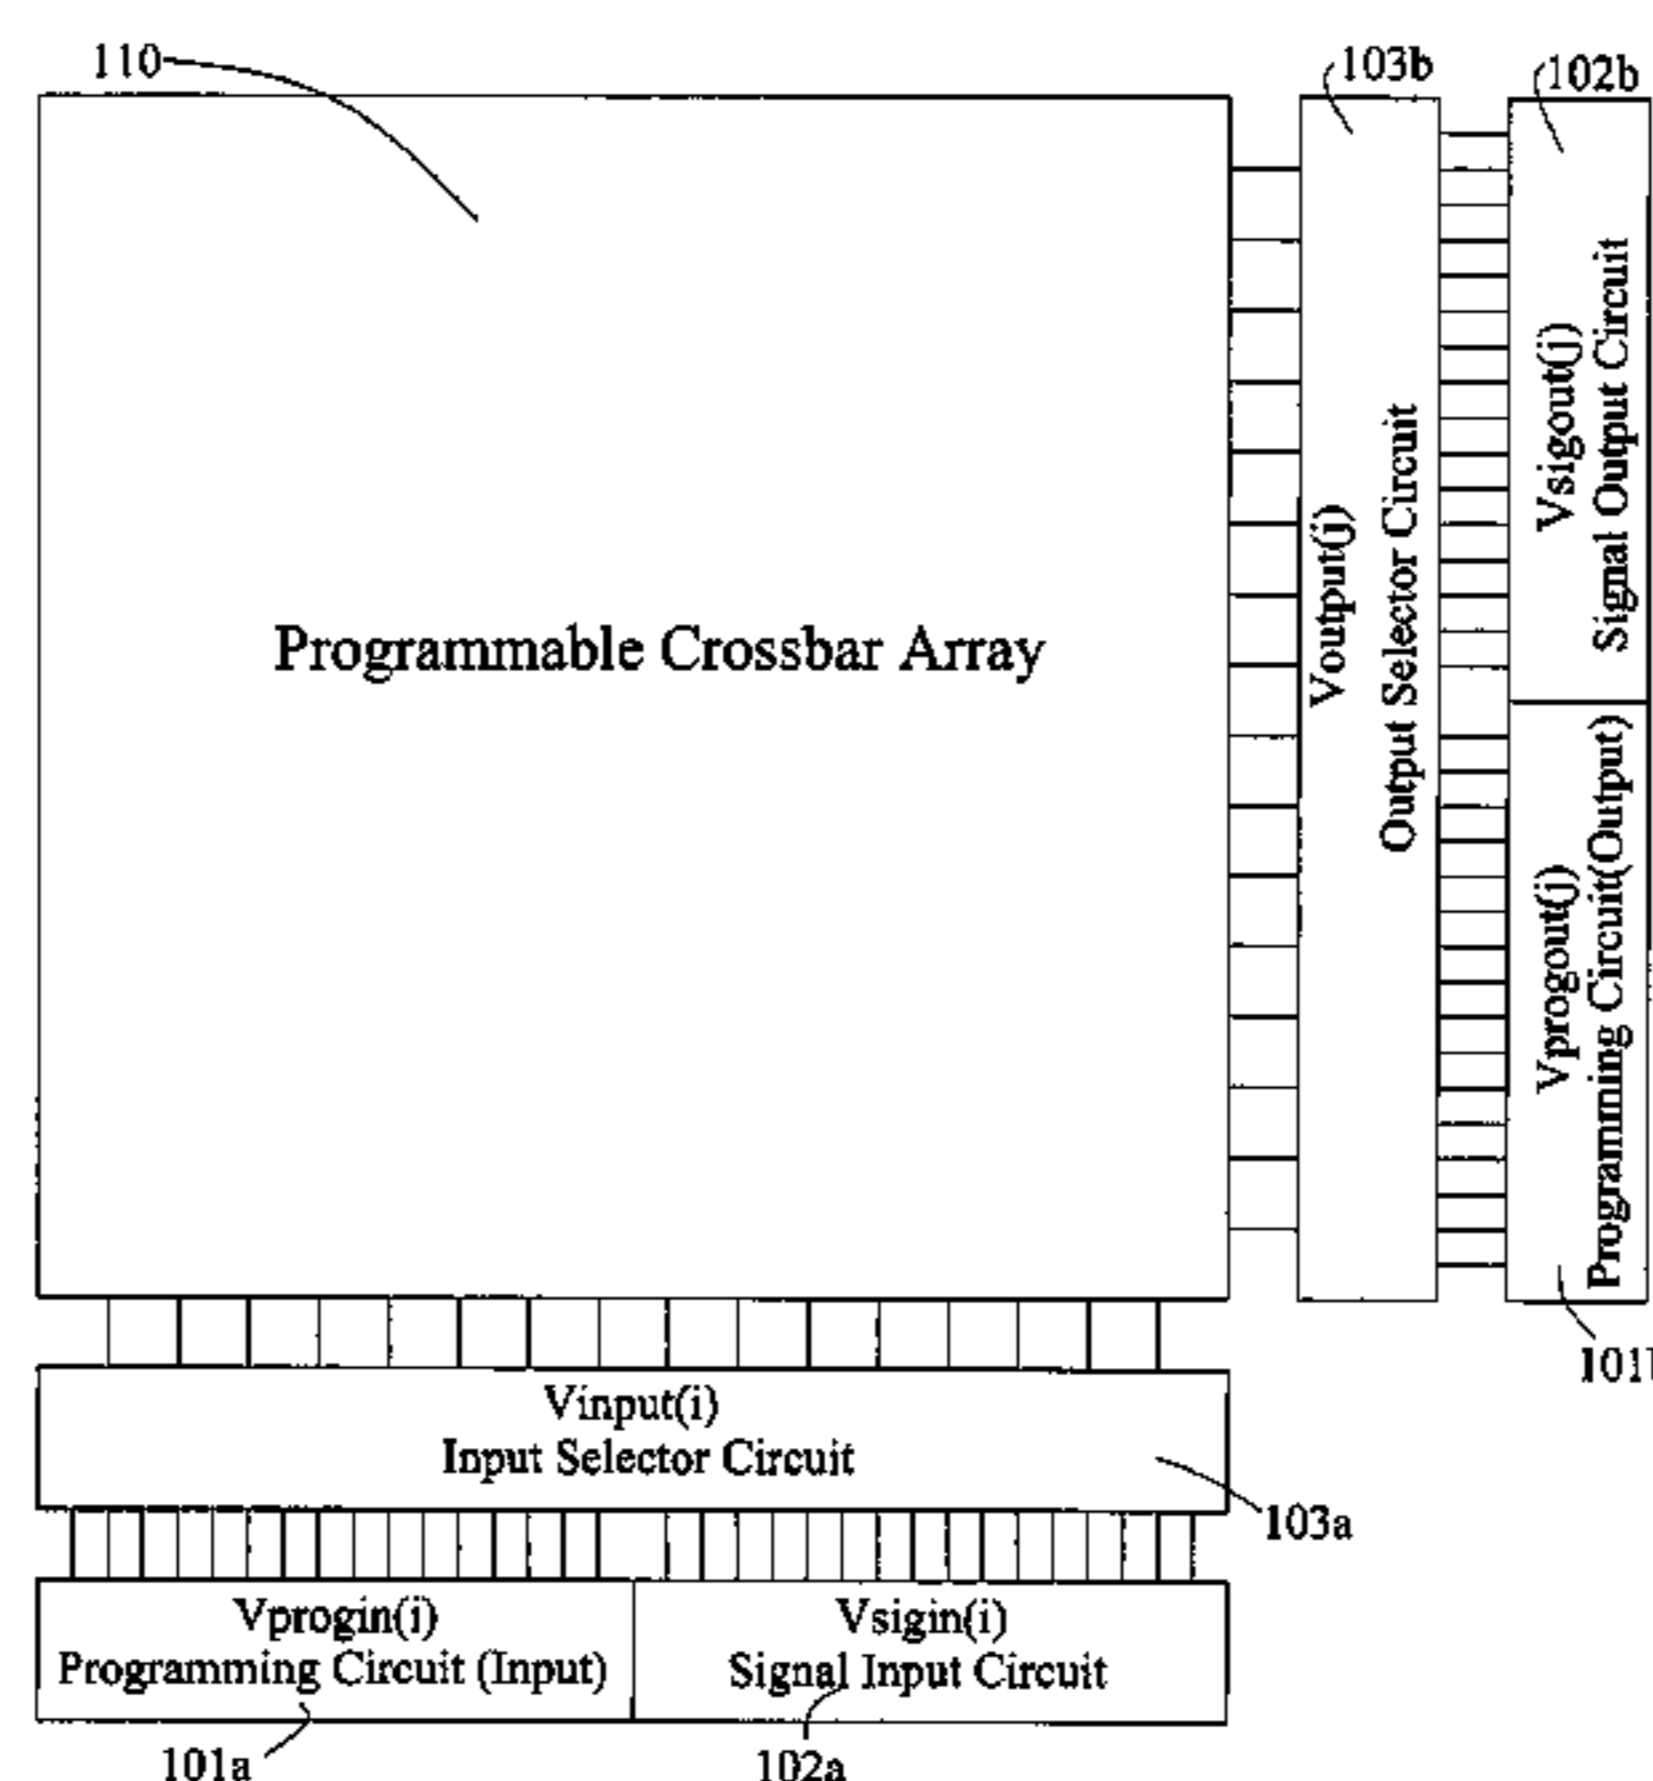 110
103b
102b
Programmable Crossbar Array
Voutput(j)
Output Selector Circuit
Vsigout(j)
Signal Output Circuit
Vprogout(j)
Programming Circuit(Output)
Vinput(i)
Input Selector Circuit
103a
Vprogin(i)
Programming Circuit (Input)
Vsigin(i)
Signal Input Circuit
101a
102a